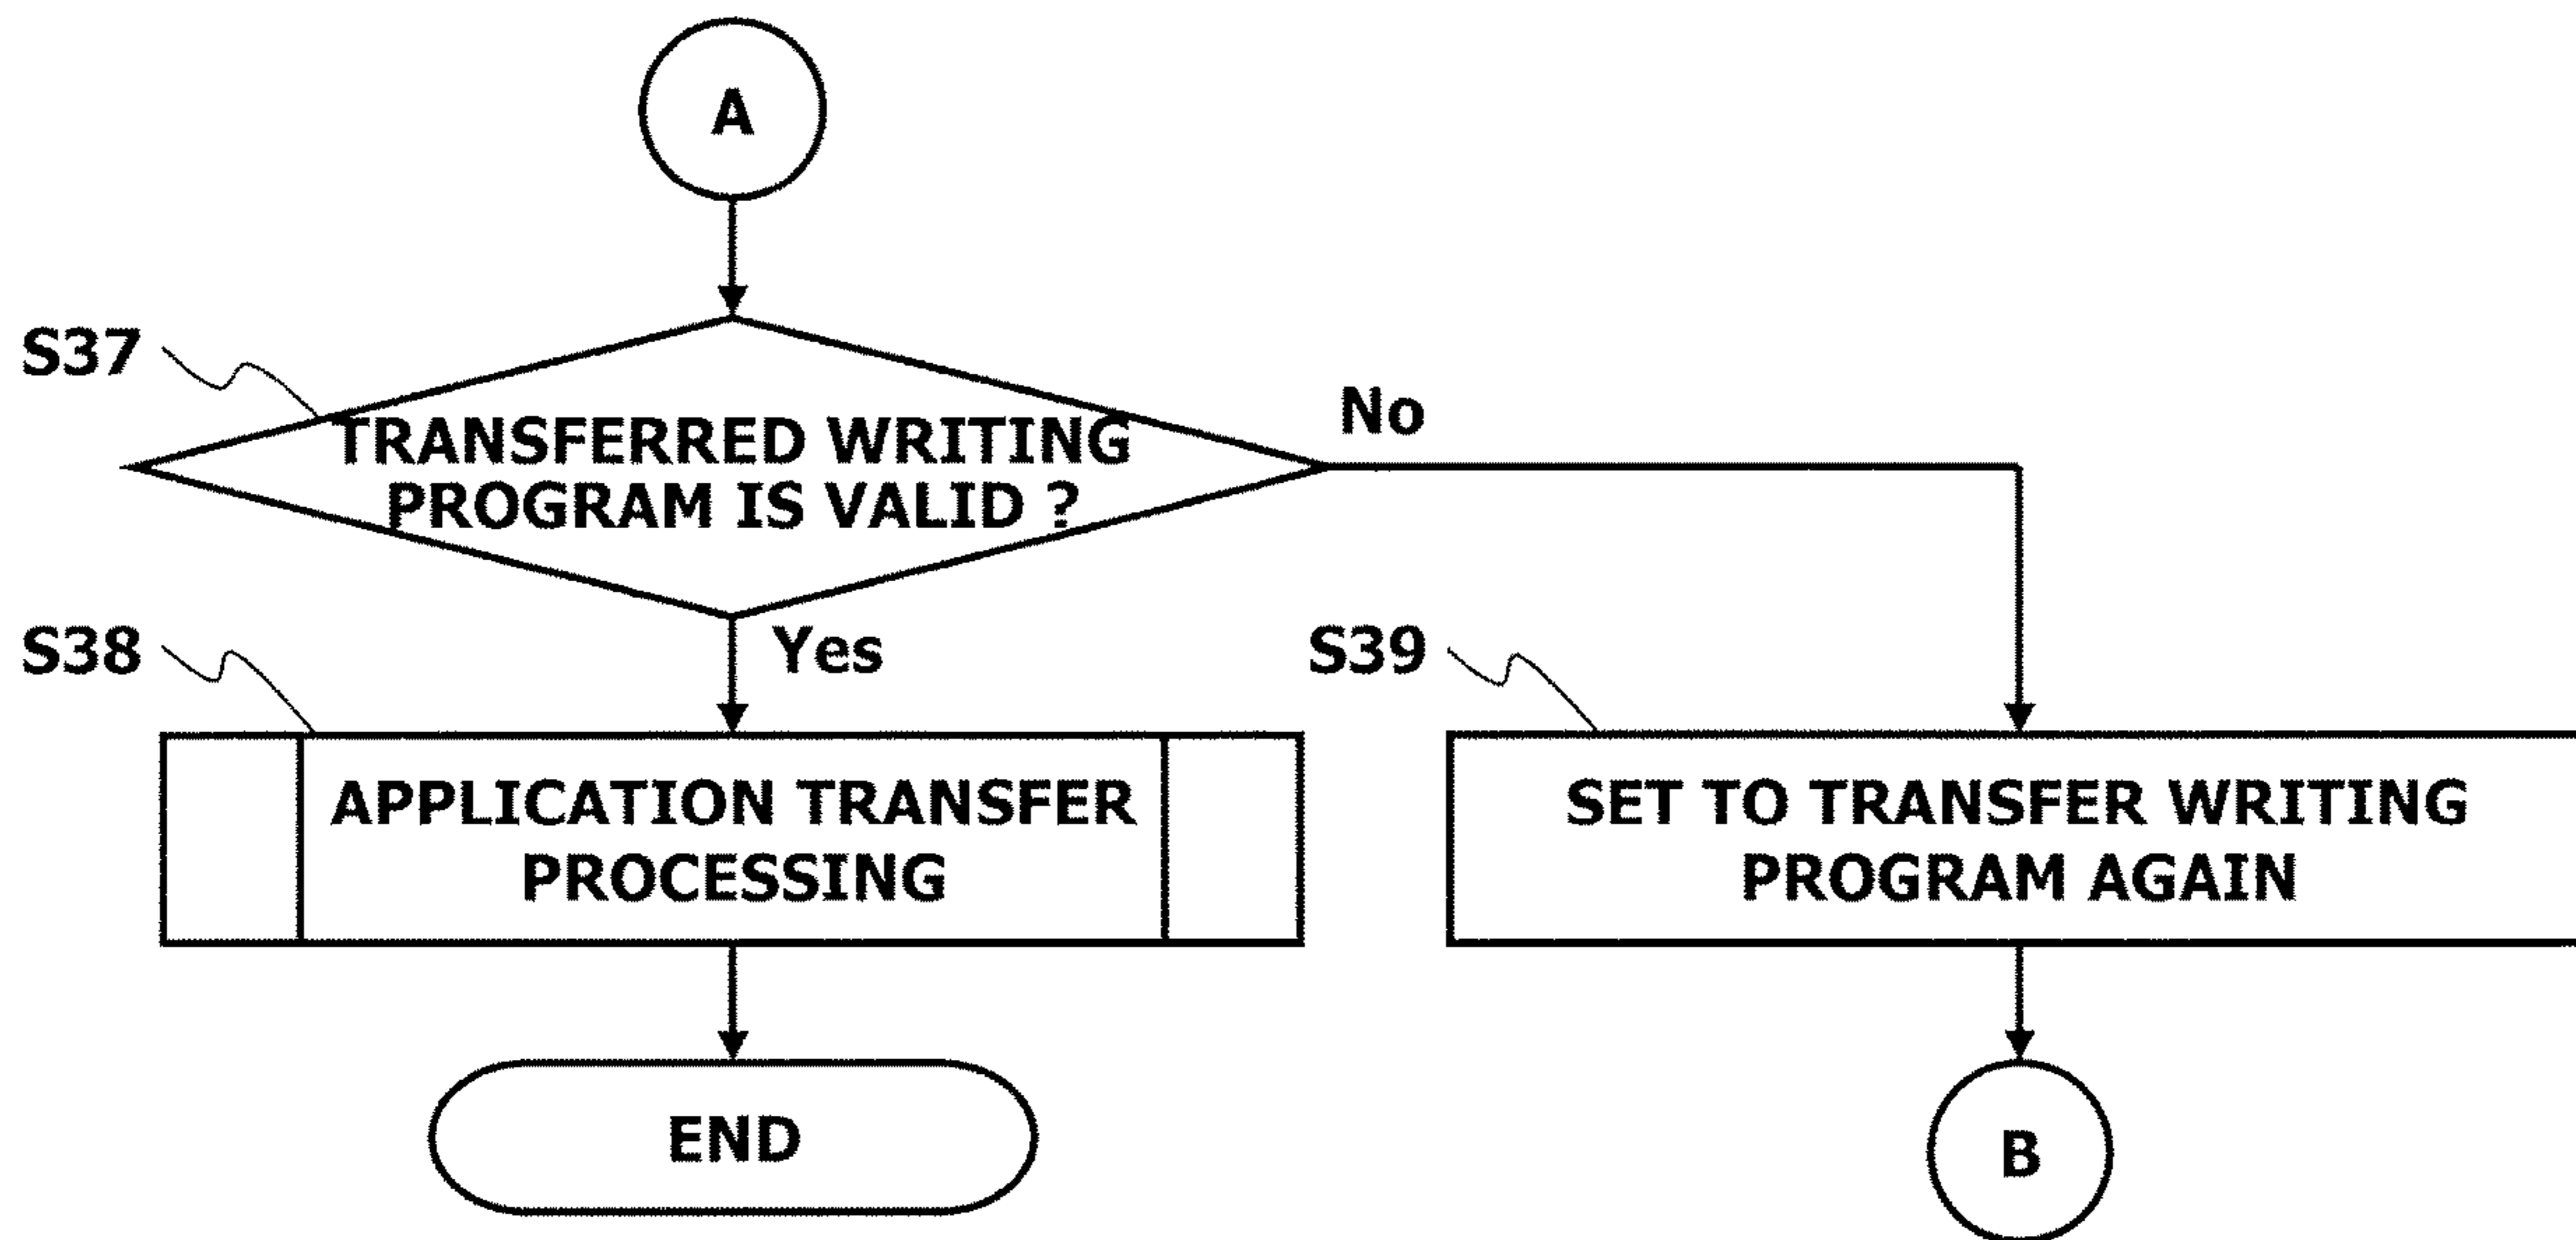 A
S37
TRANSFERRED WRITING
PROGRAM IS VALID ?
No
Yes
S38
APPLICATION TRANSFER
PROCESSING
S39
SET TO TRANSFER WRITING
PROGRAM AGAIN
END
B